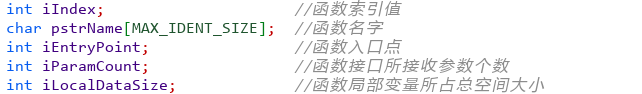 int iIndex; //函数索引值
char pstrName[MAX_IDENT_SIZE]; //函数名字
int iEntryPoint; //函数入口点
int iParamCount; //函数接口所接收参数个数
int iLocalDataSize; //函数局部变量所占总空间大小